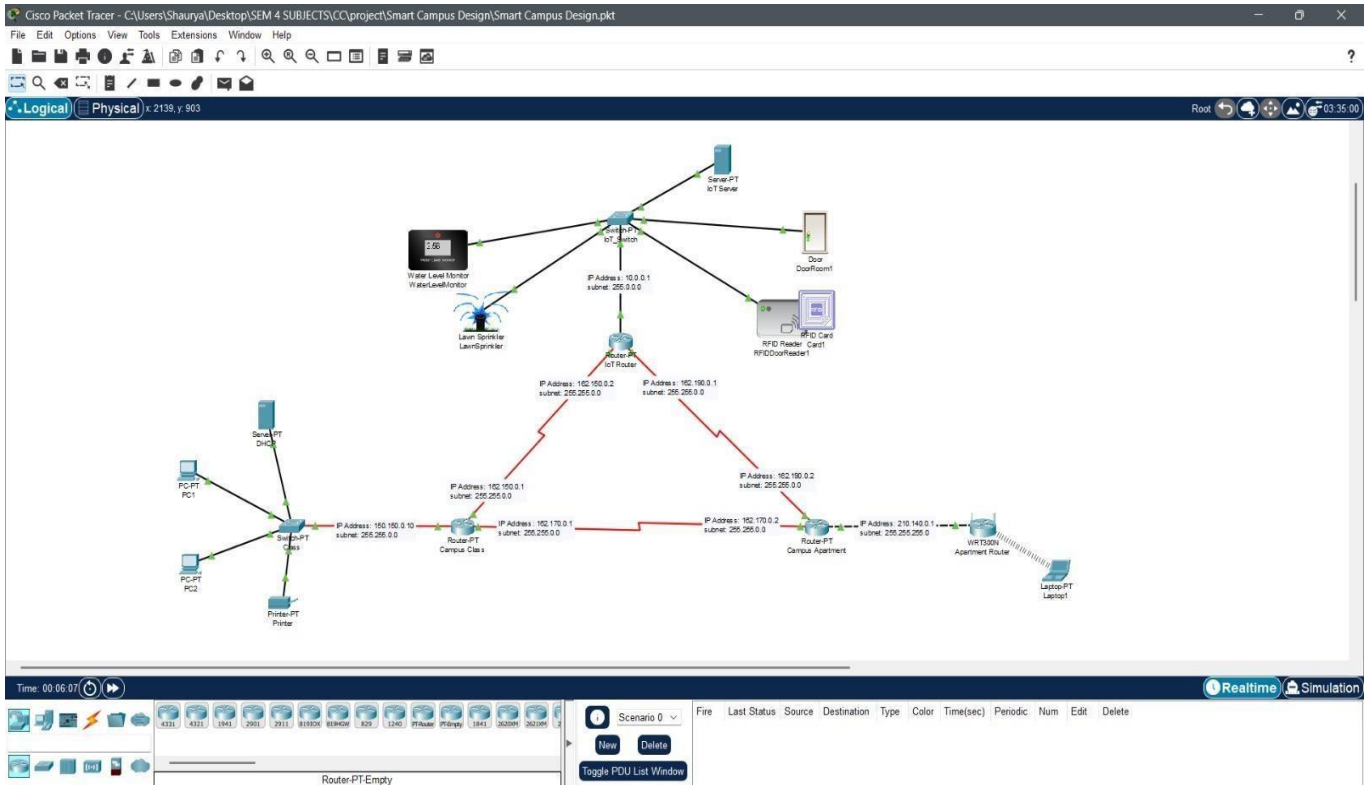 Cisco Packet Tracer - C:\Users\Shaurya\Desktop\SEM 4 SUBJECTS\CC\project\Smart Campus Design\Smart Campus Design.pkt
File Edit Options View Tools Extensions Window Help
?
Logical Physical x: 2139, y: 903
Root 03:35:00
Server-PT
IoT Server
Switch-PT
IoT_Switch
Door
DoorRoom1
2.56
Water Level Monitor
WaterLevelMonitor
IP Address: 10.0.0.1
subnet: 255.0.0.0
Lawn Sprinkler
LawnSprinkler
RFID Reader
RFIDDoorReader1
RFID Card
Card1
Router-PT
IoT Router
IP Address: 162.150.0.2
subnet: 255.255.0.0
IP Address: 162.190.0.1
subnet: 255.255.0.0
Server-PT
DHCP
PC-PT
PC1
IP Address: 162.150.0.1
subnet: 255.255.0.0
IP Address: 162.190.0.2
subnet: 255.255.0.0
Switch-PT
Class
IP Address: 150.150.0.10
subnet: 255.255.0.0
Router-PT
Campus Class
IP Address: 162.170.0.1
subnet: 255.255.0.0
IP Address: 162.170.0.2
subnet: 255.255.0.0
Router-PT
Campus Apartment
IP Address: 210.140.0.1
subnet: 255.255.255.0
WRT300N
Apartment Router
PC-PT
PC2
Laptop-PT
Laptop1
Printer-PT
Printer
Time: 00:06:07
Realtime Simulation
4331 4321 1941 2901 2911 819IOX 819HGW 829 1240 PT-Router PT-Empty 1841 2620XM 2621XM
Scenario 0
New Delete
Toggle PDU List Window
Fire Last Status Source Destination Type Color Time(sec) Periodic Num Edit Delete
Router-PT-Empty